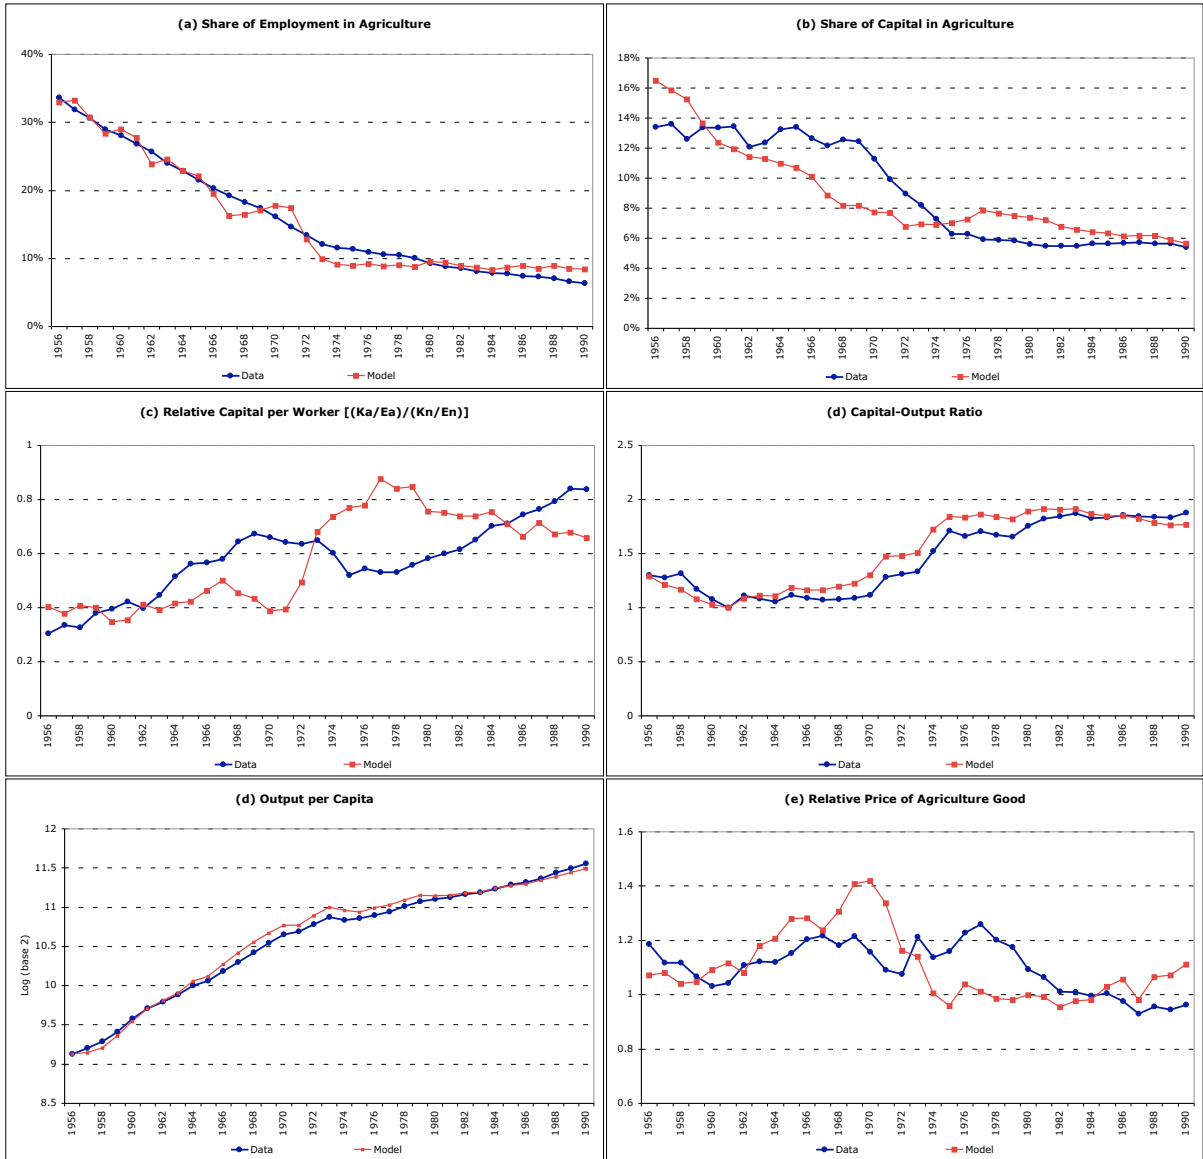 (a) Share of Employment in Agriculture
40%
30%
20%
10%
0%
1956 1958 1960 1962 1964 1966 1968 1970 1972 1974 1976 1978 1980 1982 1984 1986 1988 1990
Data Model
(b) Share of Capital in Agriculture
18%
16%
14%
12%
10%
8%
6%
4%
2%
0%
1956 1958 1960 1962 1964 1966 1968 1970 1972 1974 1976 1978 1980 1982 1984 1986 1988 1990
Data Model
(c) Relative Capital per Worker [(Ka/Ea)/(Kn/En)]
1
0.8
0.6
0.4
0.2
0
1956 1958 1960 1962 1964 1966 1968 1970 1972 1974 1976 1978 1980 1982 1984 1986 1988 1990
Data Model
(d) Capital-Output Ratio
2.5
2
1.5
1
0.5
0
1956 1958 1960 1962 1964 1966 1968 1970 1972 1974 1976 1978 1980 1982 1984 1986 1988 1990
Data Model
(d) Output per Capita
Log (base 2)
12
11.5
11
10.5
10
9.5
9
8.5
1956 1958 1960 1962 1964 1966 1968 1970 1972 1974 1976 1978 1980 1982 1984 1986 1988 1990
Data Model
(e) Relative Price of Agriculture Good
1.6
1.4
1.2
1
0.8
0.6
1956 1958 1960 1962 1964 1966 1968 1970 1972 1974 1976 1978 1980 1982 1984 1986 1988 1990
Data Model